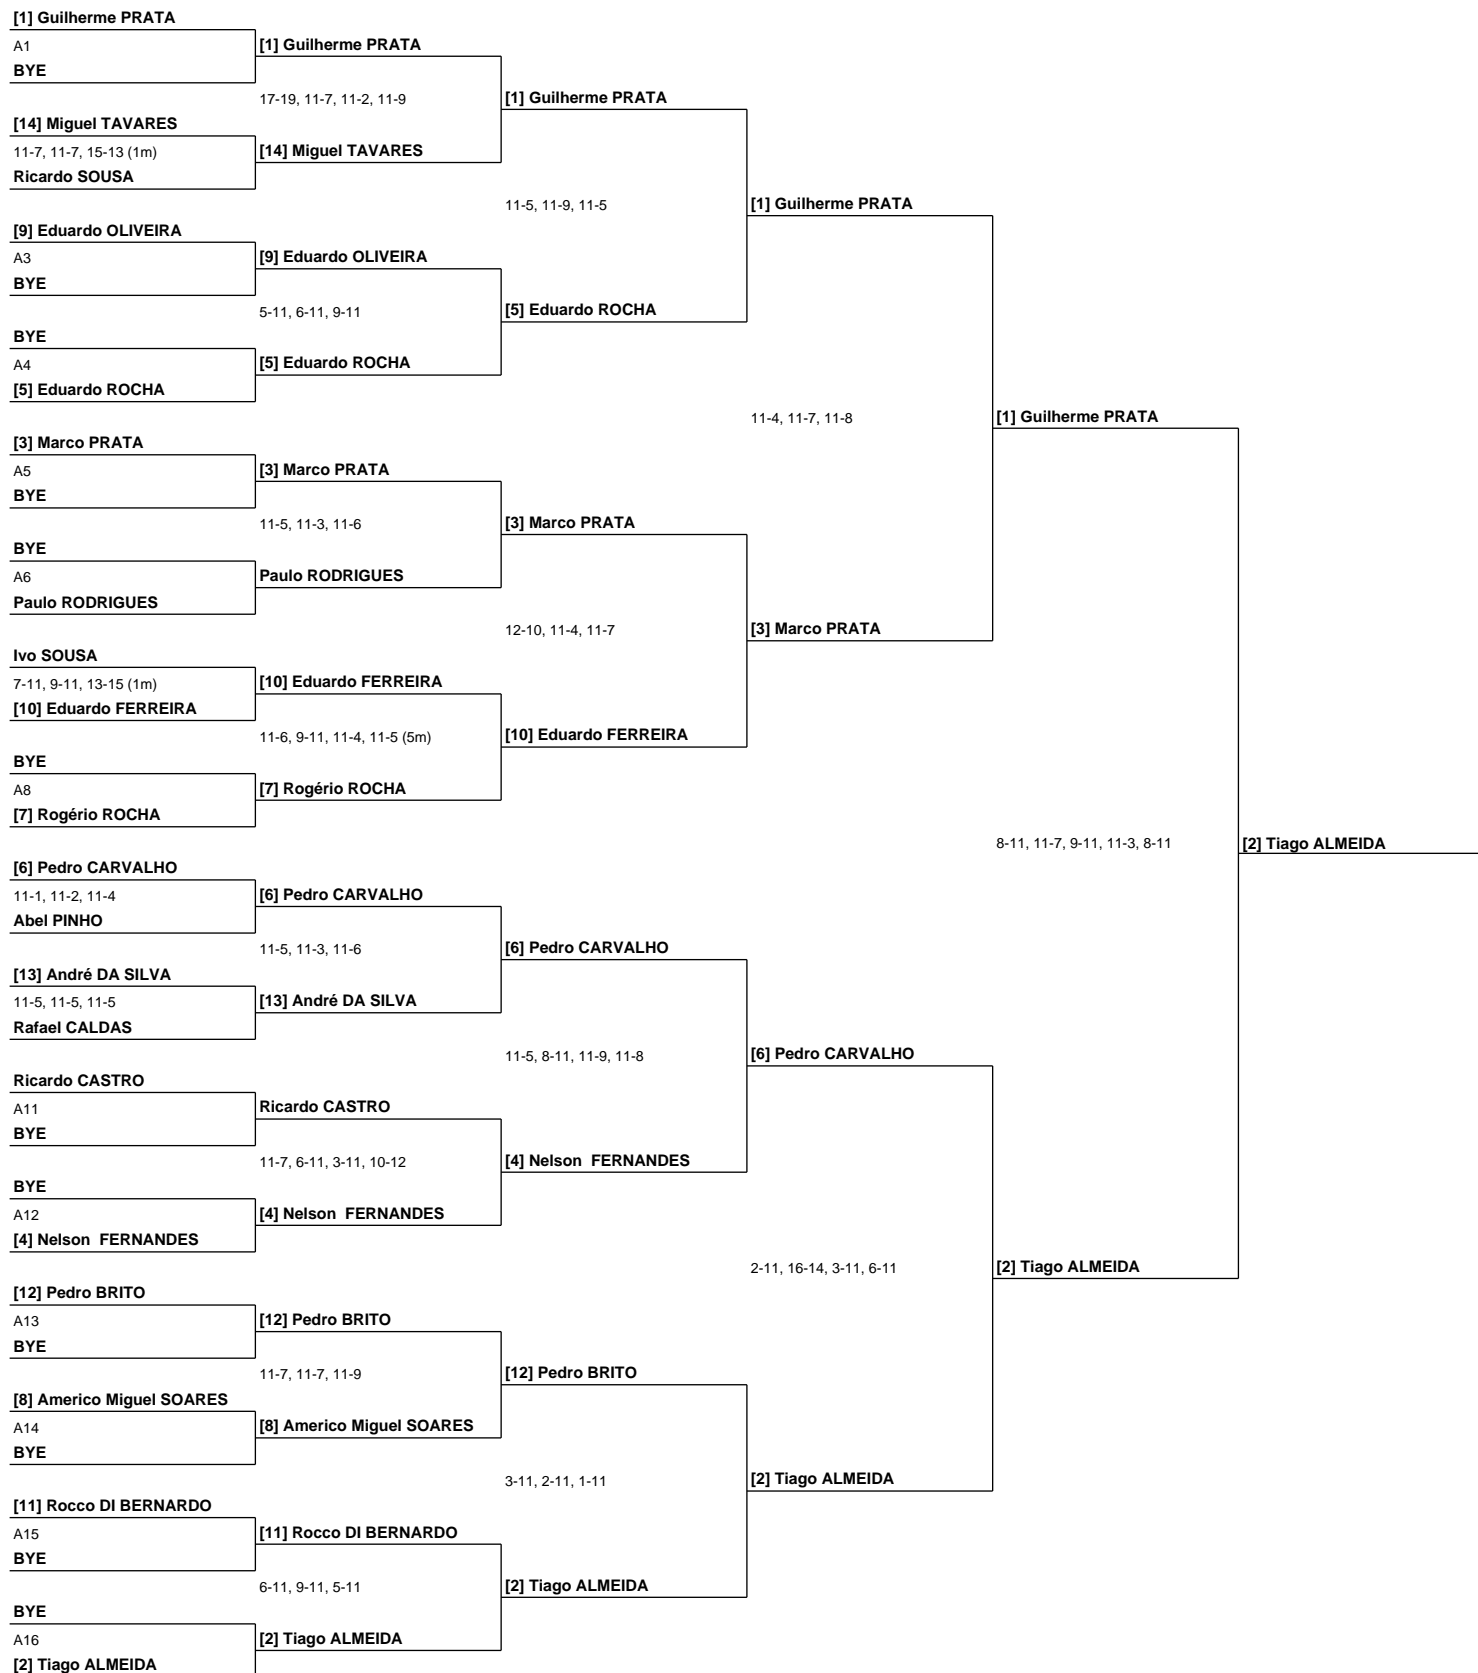 [1] Guilherme PRATA
A1
[1] Guilherme PRATA
BYE
17-19, 11-7, 11-2, 11-9
[1] Guilherme PRATA
[14] Miguel TAVARES
11-7, 11-7, 15-13 (1m)
[14] Miguel TAVARES
Ricardo SOUSA
11-5, 11-9, 11-5
[1] Guilherme PRATA
[9] Eduardo OLIVEIRA
A3
[9] Eduardo OLIVEIRA
BYE
5-11, 6-11, 9-11
[5] Eduardo ROCHA
BYE
A4
[5] Eduardo ROCHA
[5] Eduardo ROCHA
11-4, 11-7, 11-8
[1] Guilherme PRATA
[3] Marco PRATA
A5
[3] Marco PRATA
BYE
11-5, 11-3, 11-6
[3] Marco PRATA
BYE
A6
Paulo RODRIGUES
Paulo RODRIGUES
12-10, 11-4, 11-7
[3] Marco PRATA
Ivo SOUSA
7-11, 9-11, 13-15 (1m)
[10] Eduardo FERREIRA
[10] Eduardo FERREIRA
11-6, 9-11, 11-4, 11-5 (5m)
[10] Eduardo FERREIRA
BYE
A8
[7] Rogério ROCHA
[7] Rogério ROCHA
8-11, 11-7, 9-11, 11-3, 8-11
[2] Tiago ALMEIDA
[6] Pedro CARVALHO
11-1, 11-2, 11-4
[6] Pedro CARVALHO
Abel PINHO
11-5, 11-3, 11-6
[6] Pedro CARVALHO
[13] André DA SILVA
11-5, 11-5, 11-5
[13] André DA SILVA
Rafael CALDAS
11-5, 8-11, 11-9, 11-8
[6] Pedro CARVALHO
Ricardo CASTRO
A11
Ricardo CASTRO
BYE
11-7, 6-11, 3-11, 10-12
[4] Nelson  FERNANDES
BYE
A12
[4] Nelson  FERNANDES
[4] Nelson  FERNANDES
2-11, 16-14, 3-11, 6-11
[2] Tiago ALMEIDA
[12] Pedro BRITO
A13
[12] Pedro BRITO
BYE
11-7, 11-7, 11-9
[12] Pedro BRITO
[8] Americo Miguel SOARES
A14
[8] Americo Miguel SOARES
BYE
3-11, 2-11, 1-11
[2] Tiago ALMEIDA
[11] Rocco DI BERNARDO
A15
[11] Rocco DI BERNARDO
BYE
6-11, 9-11, 5-11
[2] Tiago ALMEIDA
BYE
A16
[2] Tiago ALMEIDA
[2] Tiago ALMEIDA